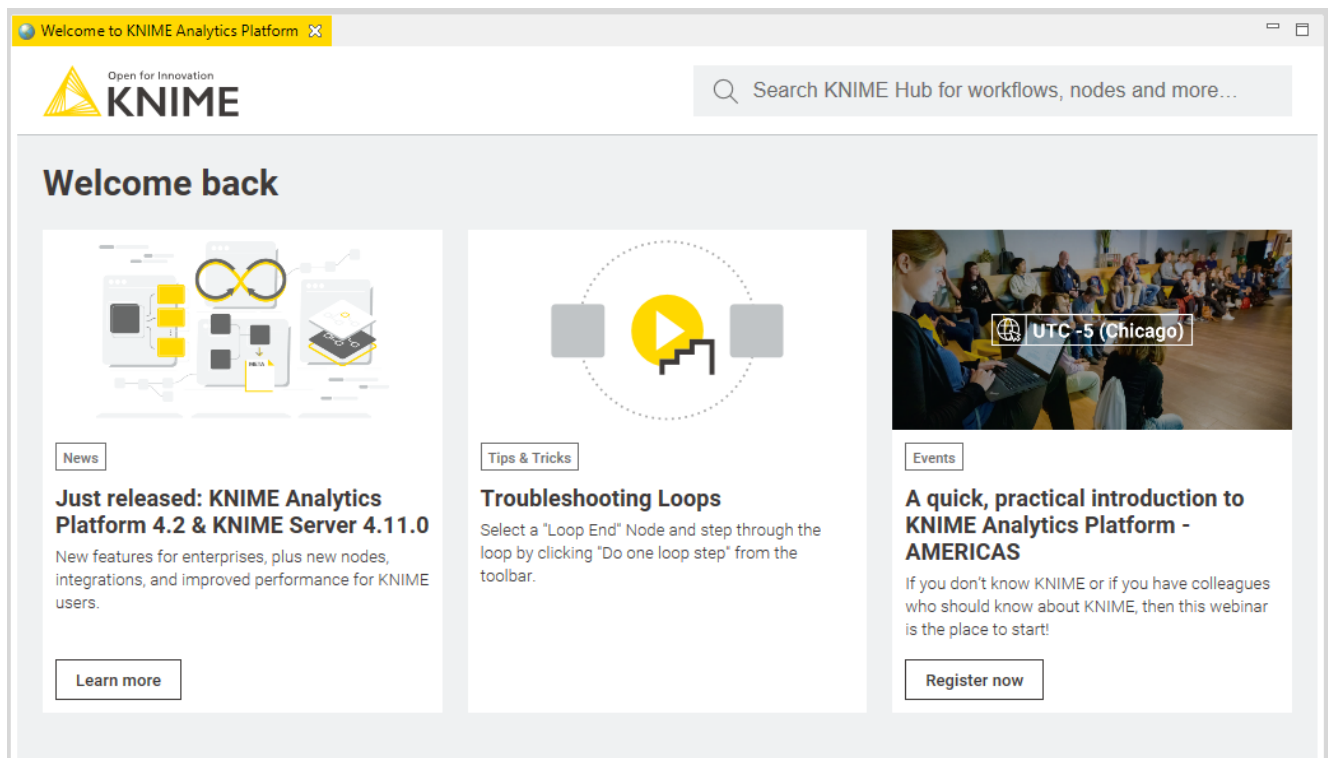 Welcome to KNIME Analytics Platform
Open for Innovation
KNIME
Search KNIME Hub for workflows, nodes and more...
Welcome back
META
News
Just released: KNIME Analytics
Platform 4.2 & KNIME Server 4.11.0
New features for enterprises, plus new nodes,
integrations, and improved performance for KNIME
users.
Learn more
Tips & Tricks
Troubleshooting Loops
Select a "Loop End" Node and step through the
loop by clicking "Do one loop step" from the
toolbar.
UTC -5 (Chicago)
Events
A quick, practical introduction to
KNIME Analytics Platform -
AMERICAS
If you don't know KNIME or if you have colleagues
who should know about KNIME, then this webinar
is the place to start!
Register now